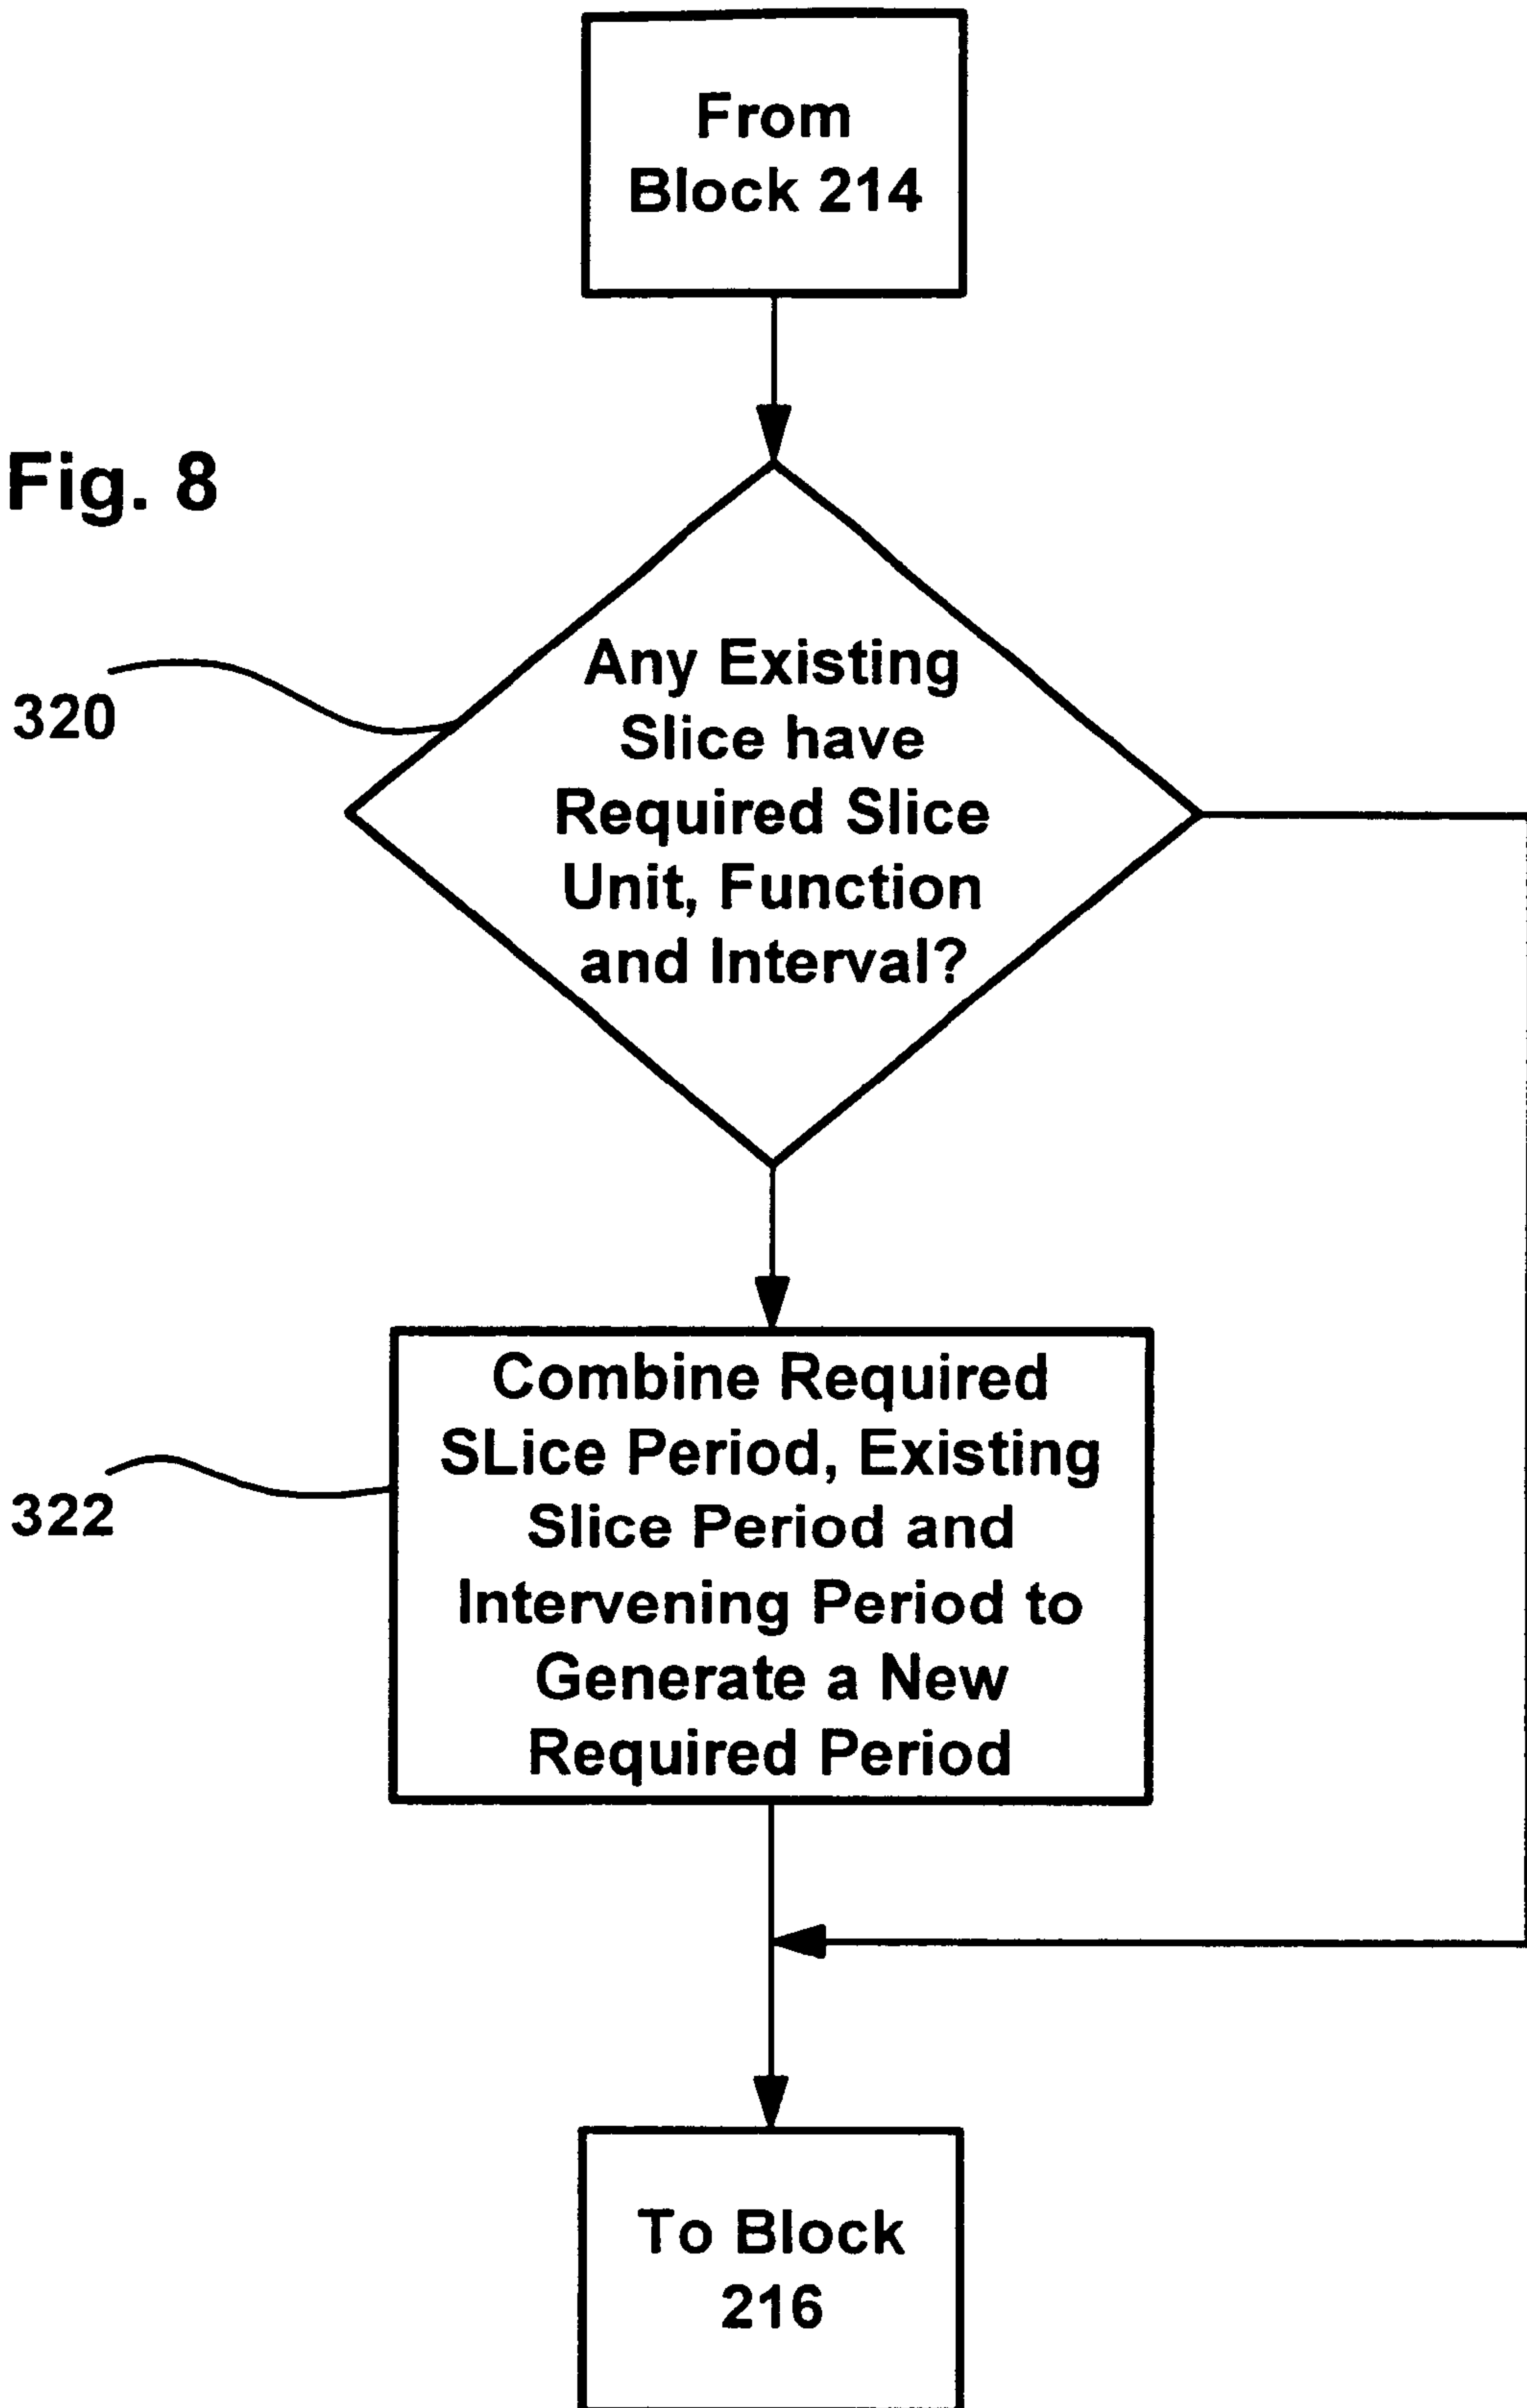 From
Block 214
Fig. 8
Any Existing
Slice have
Required Slice
Unit, Function
and Interval?
320
Combine Required
SLice Period, Existing
Slice Period and
Intervening Period to
Generate a New
Required Period
322
To Block
216